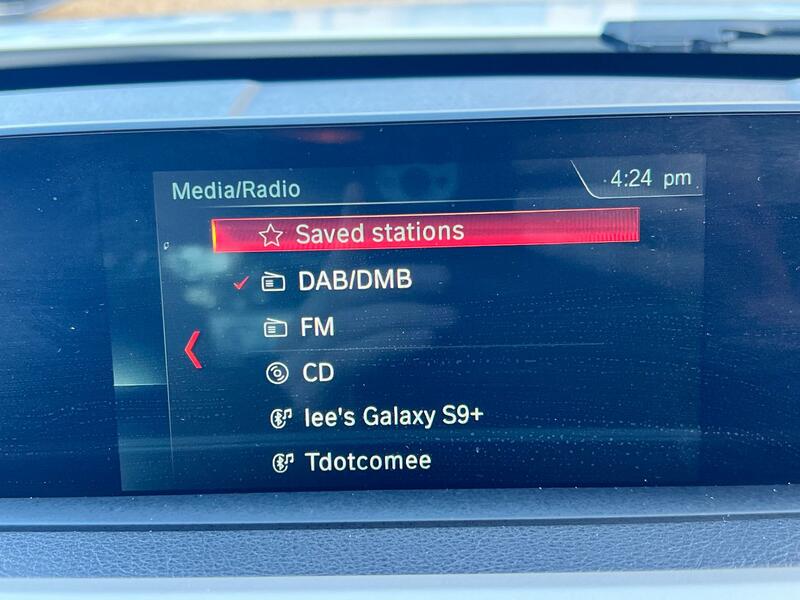 Media/Radio
4:24 pm
Saved stations
DAB/DMB
FM
CD
lee's Galaxy S9+
Tdotcomee